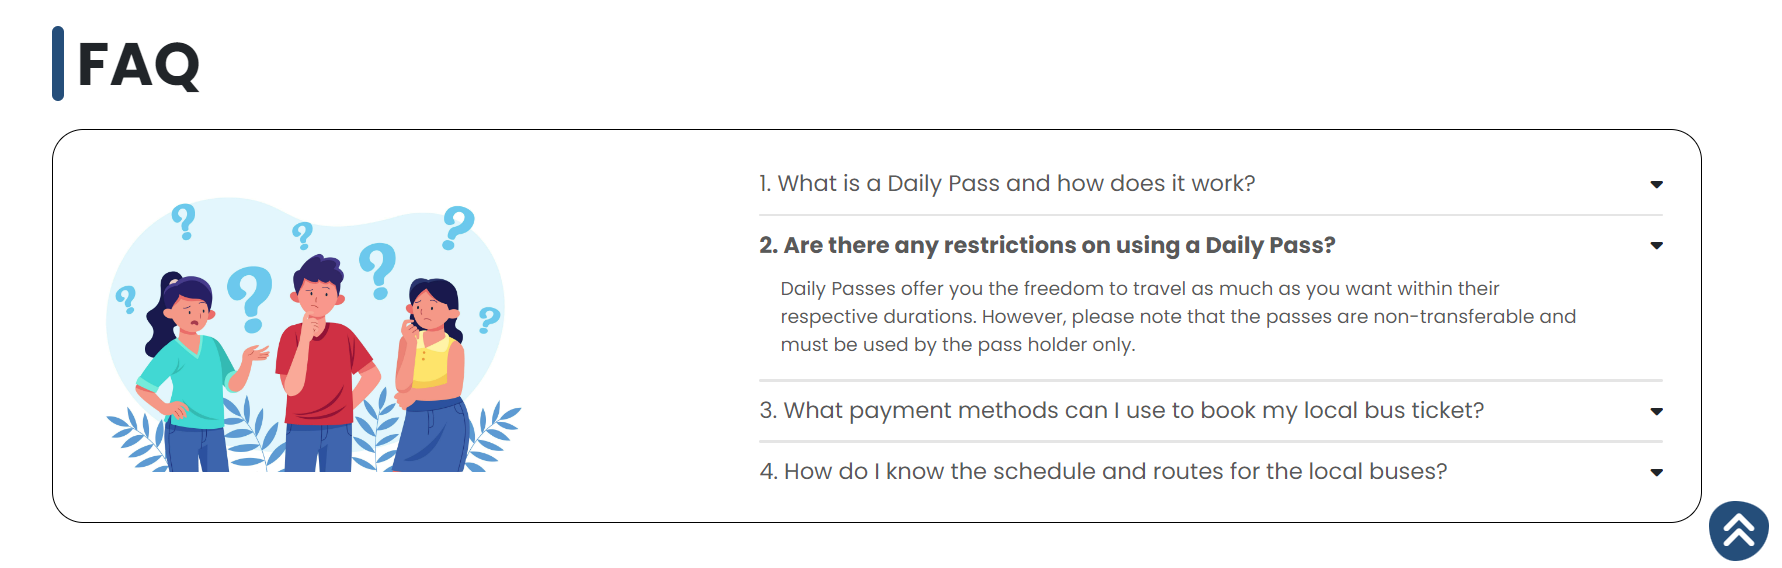 FAQ
1. What is a Daily Pass and how does it work?
2. Are there any restrictions on using a Daily Pass?
Daily Passes offer you the freedom to travel as much as you want within their
respective durations. However, please note that the passes are non-transferable and
must be used by the pass holder only.
3. What payment methods can I use to book my local bus ticket?
4. How do I know the schedule and routes for the local buses?